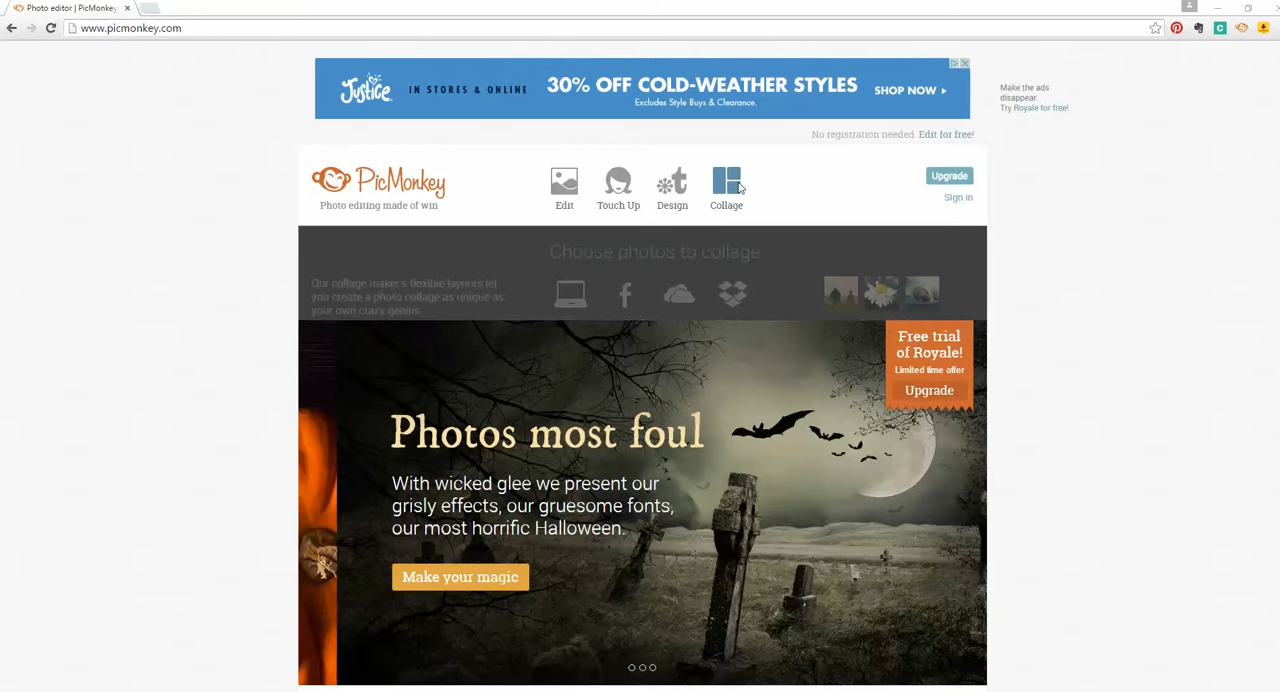 Photo editor | PicMonkey
www.picmonkey.com
Justice
IN STORES & ONLINE
30% OFF COLD-WEATHER STYLES
Excludes Style Buys & Clearance.
SHOP NOW
Make the ads
disappear.
Try Royale for free!
No registration needed. Edit for free!
PicMonkey
Photo editing made of win
Edit
Touch Up
Design
Collage
Upgrade
Sign in
Choose photos to collage
Our collage maker's flexible layouts let
you create a photo collage as unique as
your own crazy genius.
Free trial
of Royale!
Limited time offer
Upgrade
Photos most foul
With wicked glee we present our
grisly effects, our gruesome fonts,
our most horrific Halloween.
Make your magic